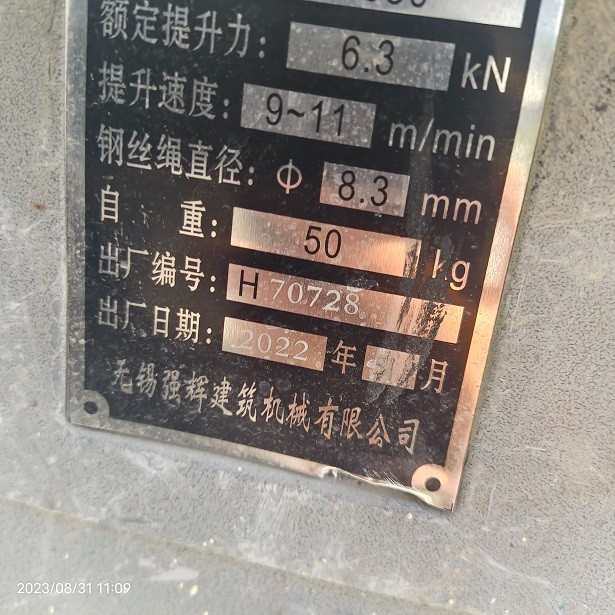 额定提升力： 6.3 kN
提升速度： 9~11 m/min
钢丝绳直径：Φ 8.3 mm
自 重： 50 kg
出厂编号： H 70728
出厂日期： 2022 年 月
无锡强辉建筑机械有限公司
2023/08/31 11:09